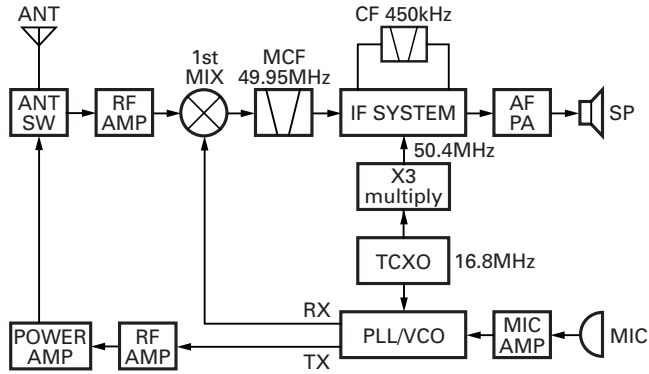 ANT
CF 450kHz
1st
MIX
MCF
49.95MHz
ANT
SW
RF
AMP
IF SYSTEM
AF
PA
SP
50.4MHz
X3
multiply
TCXO
16.8MHz
RX
POWER
AMP
RF
AMP
TX
PLL/VCO
MIC
AMP
MIC